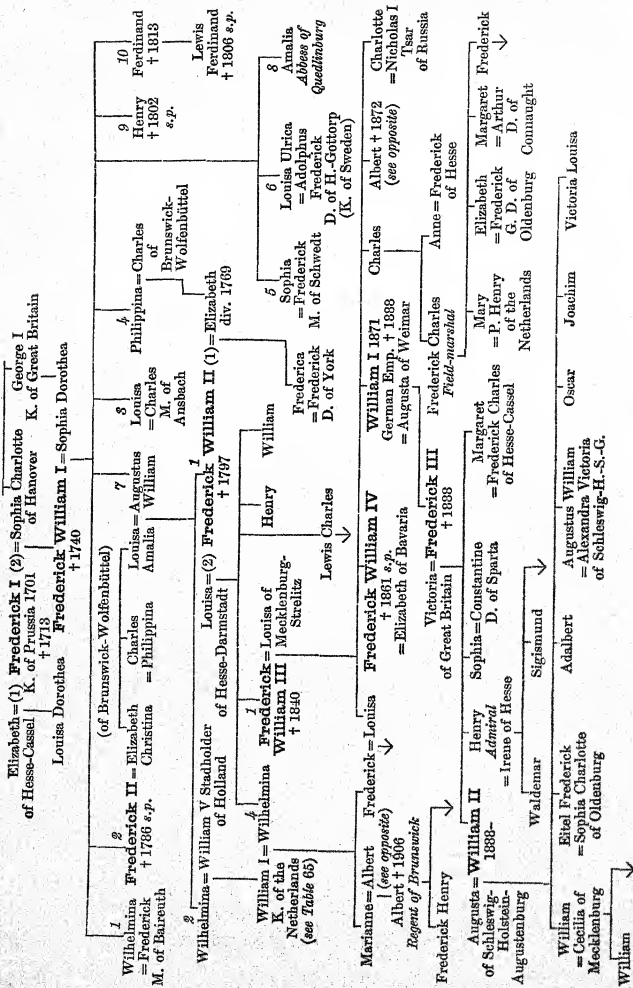 Elizabeth=(1) Frederick I (2)=Sophia Charlotte George I
of Hesse-Cassel K. of Prussia 1701 of Hanover K. of Great Britain
† 1713
Louisa Dorothea Frederick William I=Sophia Dorothea
† 1740
(of Brunswick-Wolfenbüttel)
1 2 7 3 4 9 10
Wilhelmina Frederick II=Elizabeth Charles Louisa=Augustus Louisa Philippina=Charles Henry Ferdinand
=Frederick † 1786 s.p. Christina =Philippina Amalia William =Charles of † 1802 † 1813
M. of Baireuth M. of Brunswick- s.p.
Ansbach Wolfenbüttel Lewis
Ferdinand
† 1806 s.p.
5 6 8
Sophia Louisa Ulrica Amalia
=Frederick =Adolphus Abbess of
M. of Schwedt Frederick Quedlinburg
D. of H.-Gottorp
(K. of Sweden)
2 1
Wilhelmina=William V Stadholder Louisa=(2) Frederick William II (1)=Elizabeth
of Holland of Hesse-Darmstadt † 1797 div. 1769
Frederica
=Frederick
D. of York
4 1
William I=Wilhelmina Frederick=Louisa of Henry William
K. of the William III Mecklenburg-
Netherlands † 1840 Strelitz
(see Table 65) Lewis Charles
Marianne=Albert Frederick=Louisa Frederick William IV William I 1871 Charles Albert † 1872 Charlotte
(see opposite) † 1861 s.p. German Emp. † 1888 (see opposite) =Nicholas I
Albert † 1906 =Elizabeth of Bavaria =Augusta of Weimar Tsar
Regent of Brunswick of Russia
Frederick Henry Victoria=Frederick III Frederick Charles Anne=Frederick
of Great Britain † 1888 Field-marshal of Hesse
Augusta=William II Henry Sophia=Constantine Margaret Mary Elizabeth Margaret Frederick
of Schleswig- 1888- Admiral D. of Sparta =Frederick Charles =P. Henry =Frederick =Arthur
Holstein- =Irene of Hesse of Hesse-Cassel of the G. D. of D. of
Augustenburg Netherlands Oldenburg Connaught
Waldemar Sigismund
William Eitel Frederick Adalbert Augustus William Oscar Joachim Victoria Louisa
=Cecilia of =Sophia Charlotte =Alexandra Victoria
Mecklenburg of Oldenburg of Schleswig-H.-S.-G.
William